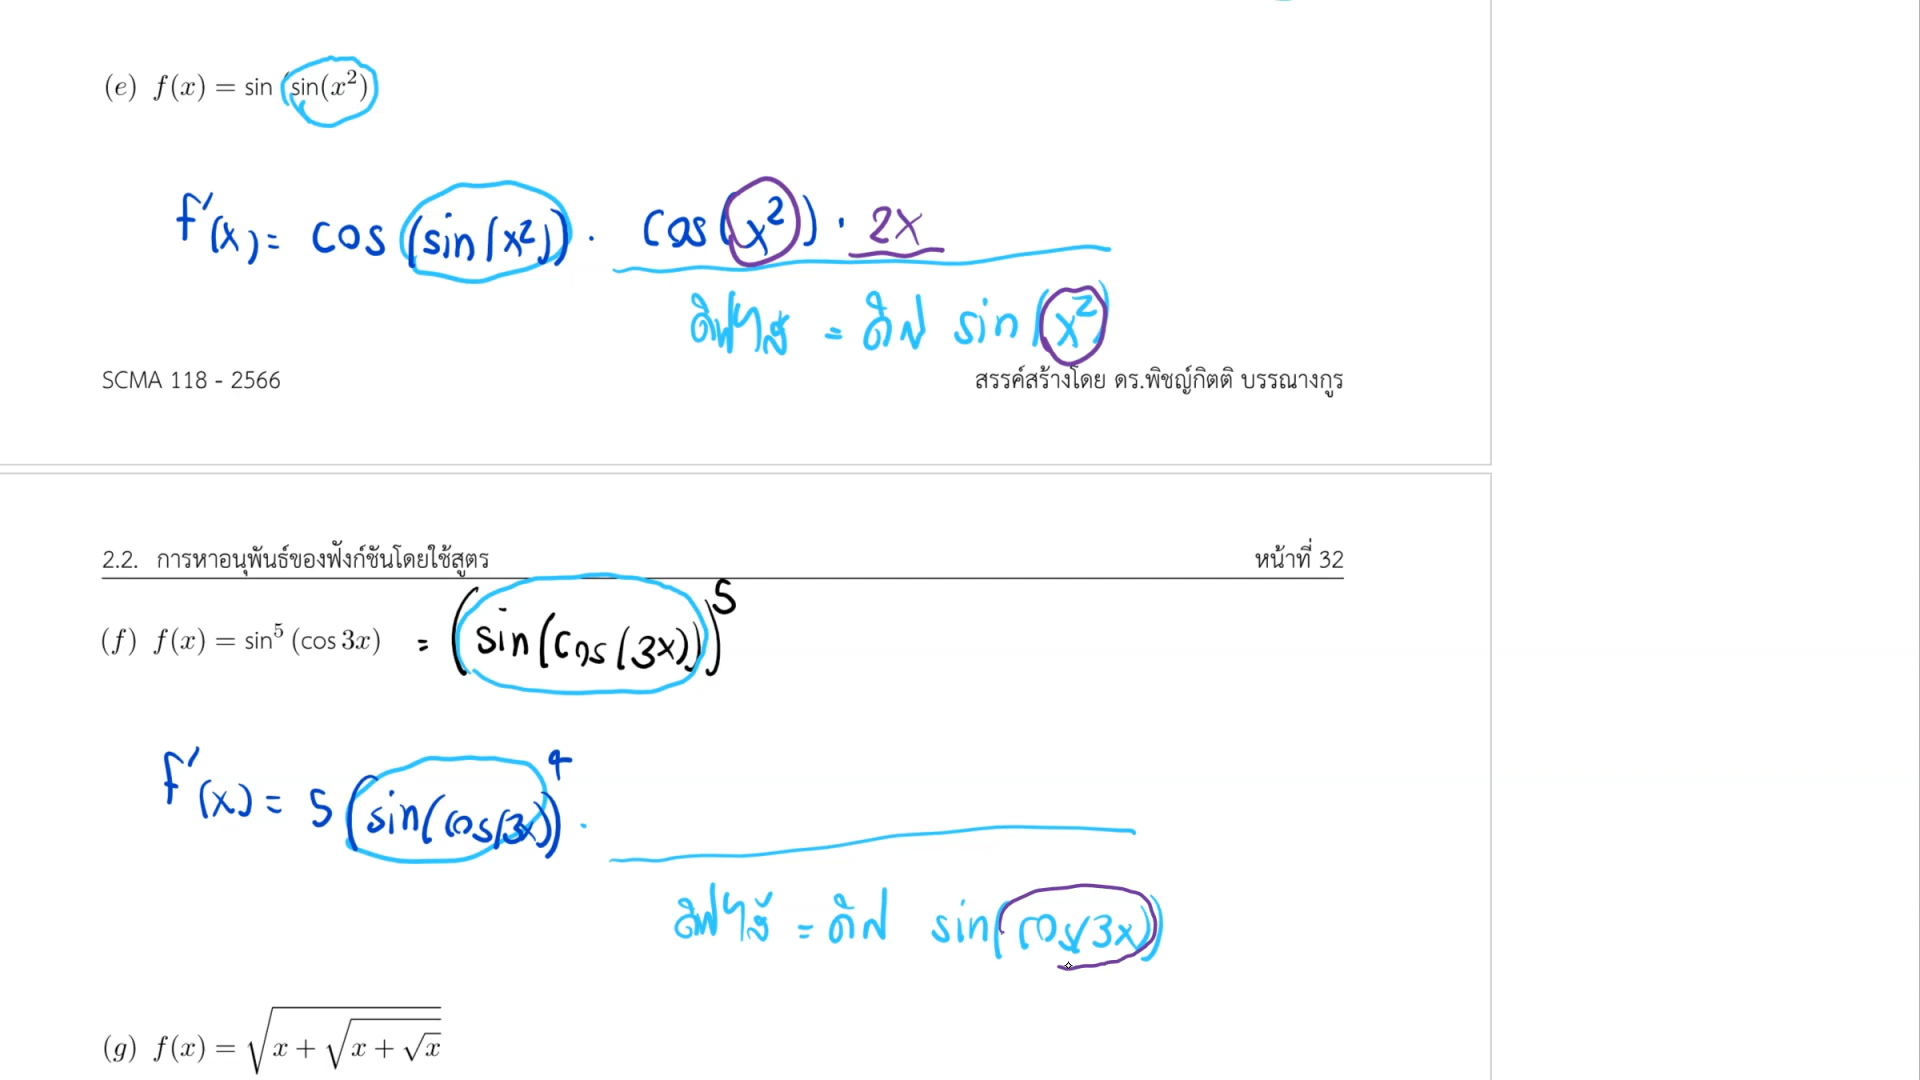 (e) f(x) = sin (sin(x²)
f'(x) = cos (sin(x²)) · cos(x²) · 2x
ดิฟไส้ = ดิฟ sin(x²)
SCMA 118 - 2566 สรรค์สร้างโดย ดร.พิชญ์กิตติ บรรณางกูร
2.2. การหาอนุพันธ์ของฟังก์ชันโดยใช้สูตร หน้าที่ 32
(f) f(x) = sin⁵ (cos 3x) = (sin(cos(3x)))⁵
f'(x) = 5 (sin(cos(3x))⁴ ·
ดิฟไส้ = ดิฟ sin(cos(3x))
(g) f(x) = √(x + √(x + √x))